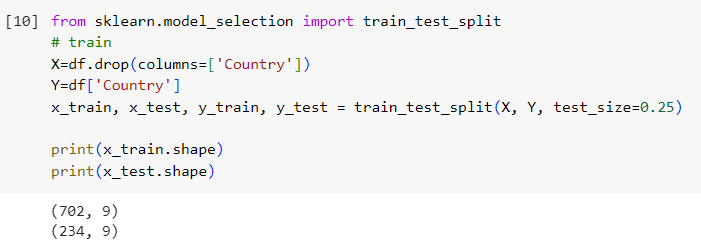 [10] from sklearn.model_selection import train_test_split
# train
X=df.drop(columns=['Country'])
Y=df['Country']
x_train, x_test, y_train, y_test = train_test_split(X, Y, test_size=0.25)
print(x_train.shape)
print(x_test.shape)
(702, 9)
(234, 9)